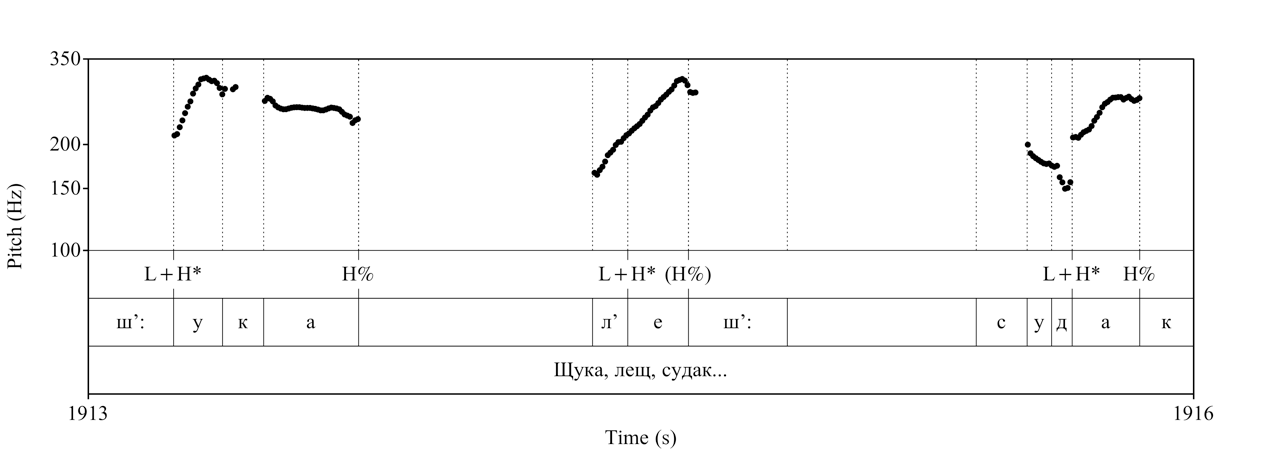 350
200
150
100
Pitch (Hz)
L+H* H% L+H* (H%) L+H* H%
ш’: у к а л’ е ш’: с у д а к
Щука, лещ, судак...
1913 1916
Time (s)